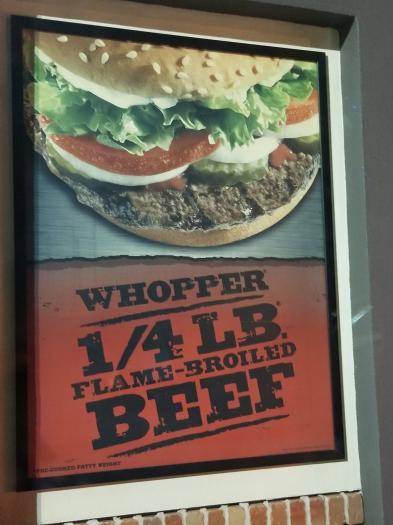 WHOPPER®
1/4 LB.*
FLAME-BROILED
BEEF
*PRE-COOKED PATTY WEIGHT